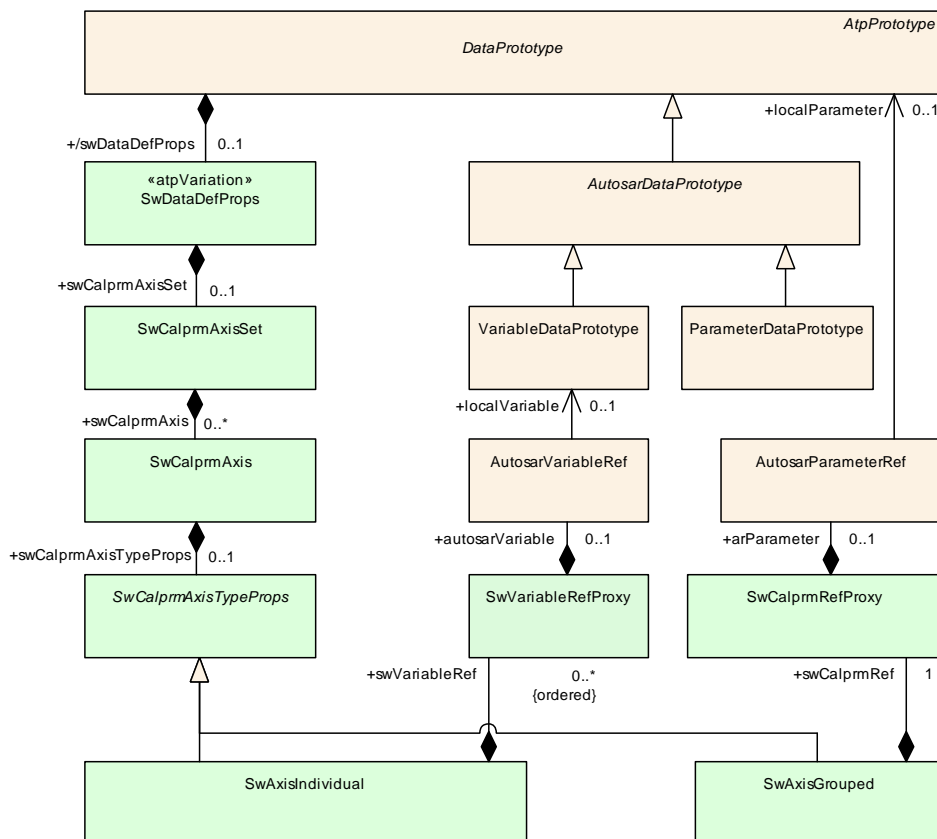 AtpPrototype
DataPrototype
+localParameter 0..1
+/swDataDefProps 0..1
«atpVariation»
SwDataDefProps
AutosarDataPrototype
+swCalprmAxisSet 0..1
SwCalprmAxisSet
VariableDataPrototype
ParameterDataPrototype
+localVariable 0..1
+swCalprmAxis 0..*
SwCalprmAxis
AutosarVariableRef
AutosarParameterRef
+swCalprmAxisTypeProps 0..1
+autosarVariable 0..1
+arParameter 0..1
SwCalprmAxisTypeProps
SwVariableRefProxy
SwCalprmRefProxy
+swVariableRef 0..*
{ordered}
+swCalprmRef 1
SwAxisIndividual
SwAxisGrouped